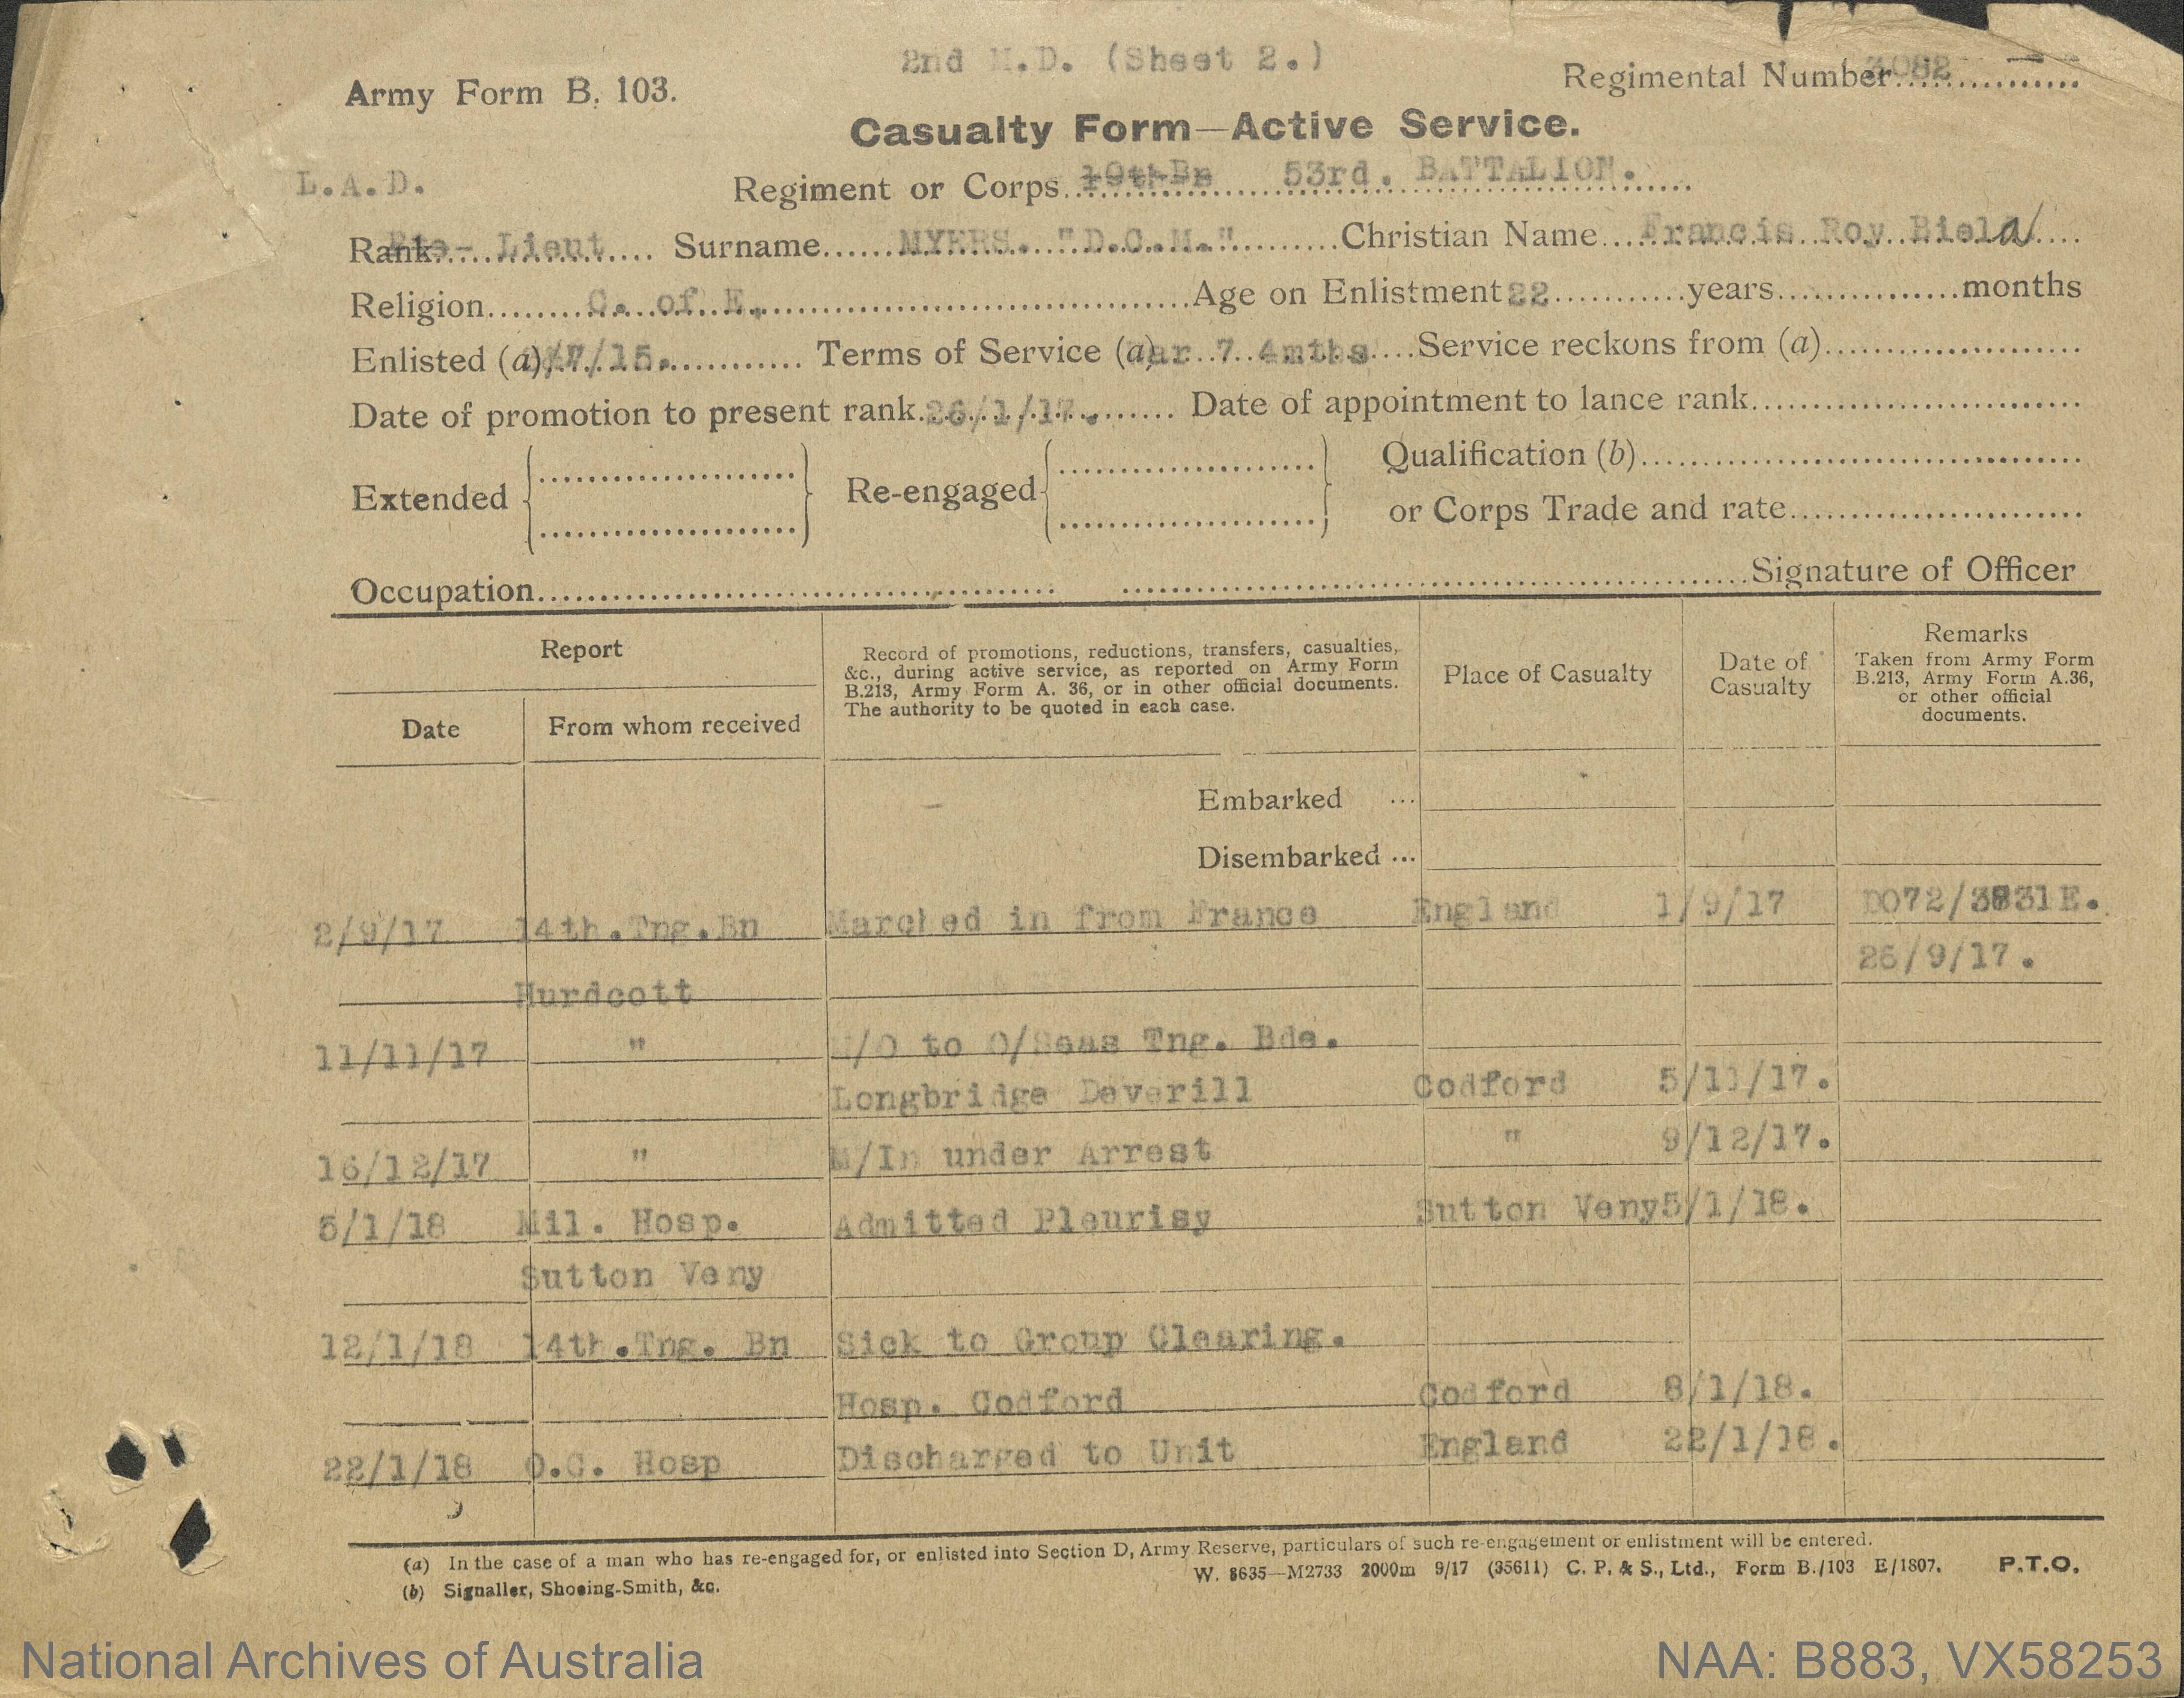 2nd M.D. (Sheet 2.)
Army Form B. 103.
Regimental Number 3082
Casualty Form—Active Service.
L.A.D.
Regiment or Corps 19thBn 53rd. BATTALION.
Rank Pte- Lieut Surname MYERS. "D.C.M." Christian Name Francis Roy Biela
Religion C. of E. Age on Enlistment 22 years months
Enlisted (a) /7/15. Terms of Service (a) War 7 4mths Service reckons from (a)
Date of promotion to present rank 26/1/17. Date of appointment to lance rank
Extended Re-engaged Qualification (b)
or Corps Trade and rate
Occupation Signature of Officer
Report
Date
From whom received
Record of promotions, reductions, transfers, casualties,
&c., during active service, as reported on Army Form
B.213, Army Form A. 36, or in other official documents.
The authority to be quoted in each case.
Place of Casualty
Date of
Casualty
Remarks
Taken from Army Form
B.213, Army Form A.36,
or other official
documents.
Embarked ...
Disembarked ...
2/9/17 14th.Tng.Bn Marched in from France England 1/9/17 DO72/3831E.
26/9/17.
Hurdcott
11/11/17 " M/O to O/Seas Tng. Bde.
Longbridge Deverill Codford 5/11/17.
16/12/17 " M/In under Arrest " 9/12/17.
5/1/18 Mil. Hosp. Admitted Pleurisy Sutton Veny 5/1/18.
Sutton Veny
12/1/18 14th.Tng. Bn Sick to Group Clearing.
Hosp. Codford Codford 8/1/18.
22/1/18 O.C. Hosp Discharged to Unit England 22/1/18.
(a) In the case of a man who has re-engaged for, or enlisted into Section D, Army Reserve, particulars of such re-engagement or enlistment will be entered.
(b) Signaller, Shoeing-Smith, &c.
W. 8635—M2733 2000m 9/17 (35611) C. P. & S., Ltd., Form B./103 E/1807.
P.T.O.
National Archives of Australia
NAA: B883, VX58253